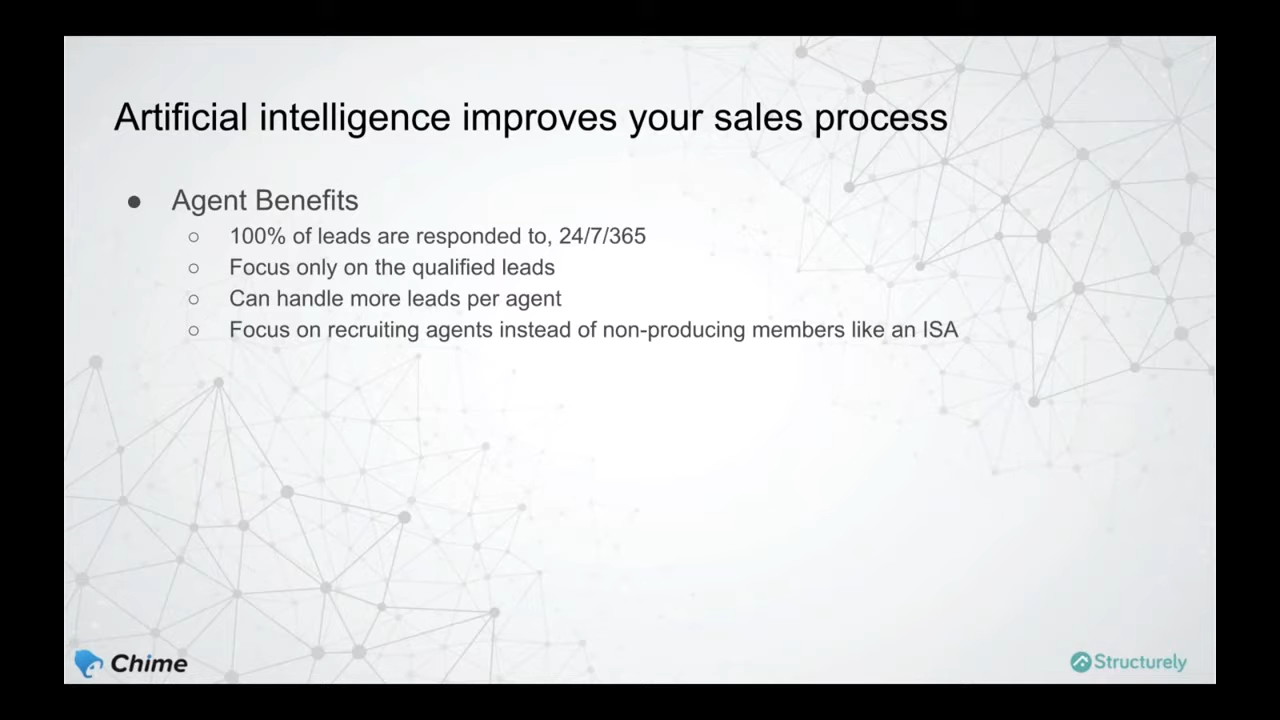 Artificial intelligence improves your sales process
● Agent Benefits
○ 100% of leads are responded to, 24/7/365
○ Focus only on the qualified leads
○ Can handle more leads per agent
○ Focus on recruiting agents instead of non-producing members like an ISA
Chime
Structurely